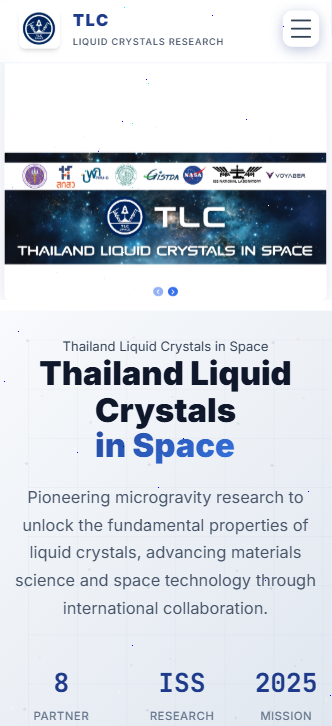 TLC
LIQUID CRYSTALS RESEARCH
สกสว GISTDA NASA ISS NATIONAL LABORATORY VOYAGER
TLC
THAILAND LIQUID CRYSTALS IN SPACE
Thailand Liquid Crystals in Space
Thailand Liquid
Crystals
in Space
Pioneering microgravity research to
unlock the fundamental properties of
liquid crystals, advancing materials
science and space technology through
international collaboration.
8 ISS 2025
PARTNER RESEARCH MISSION